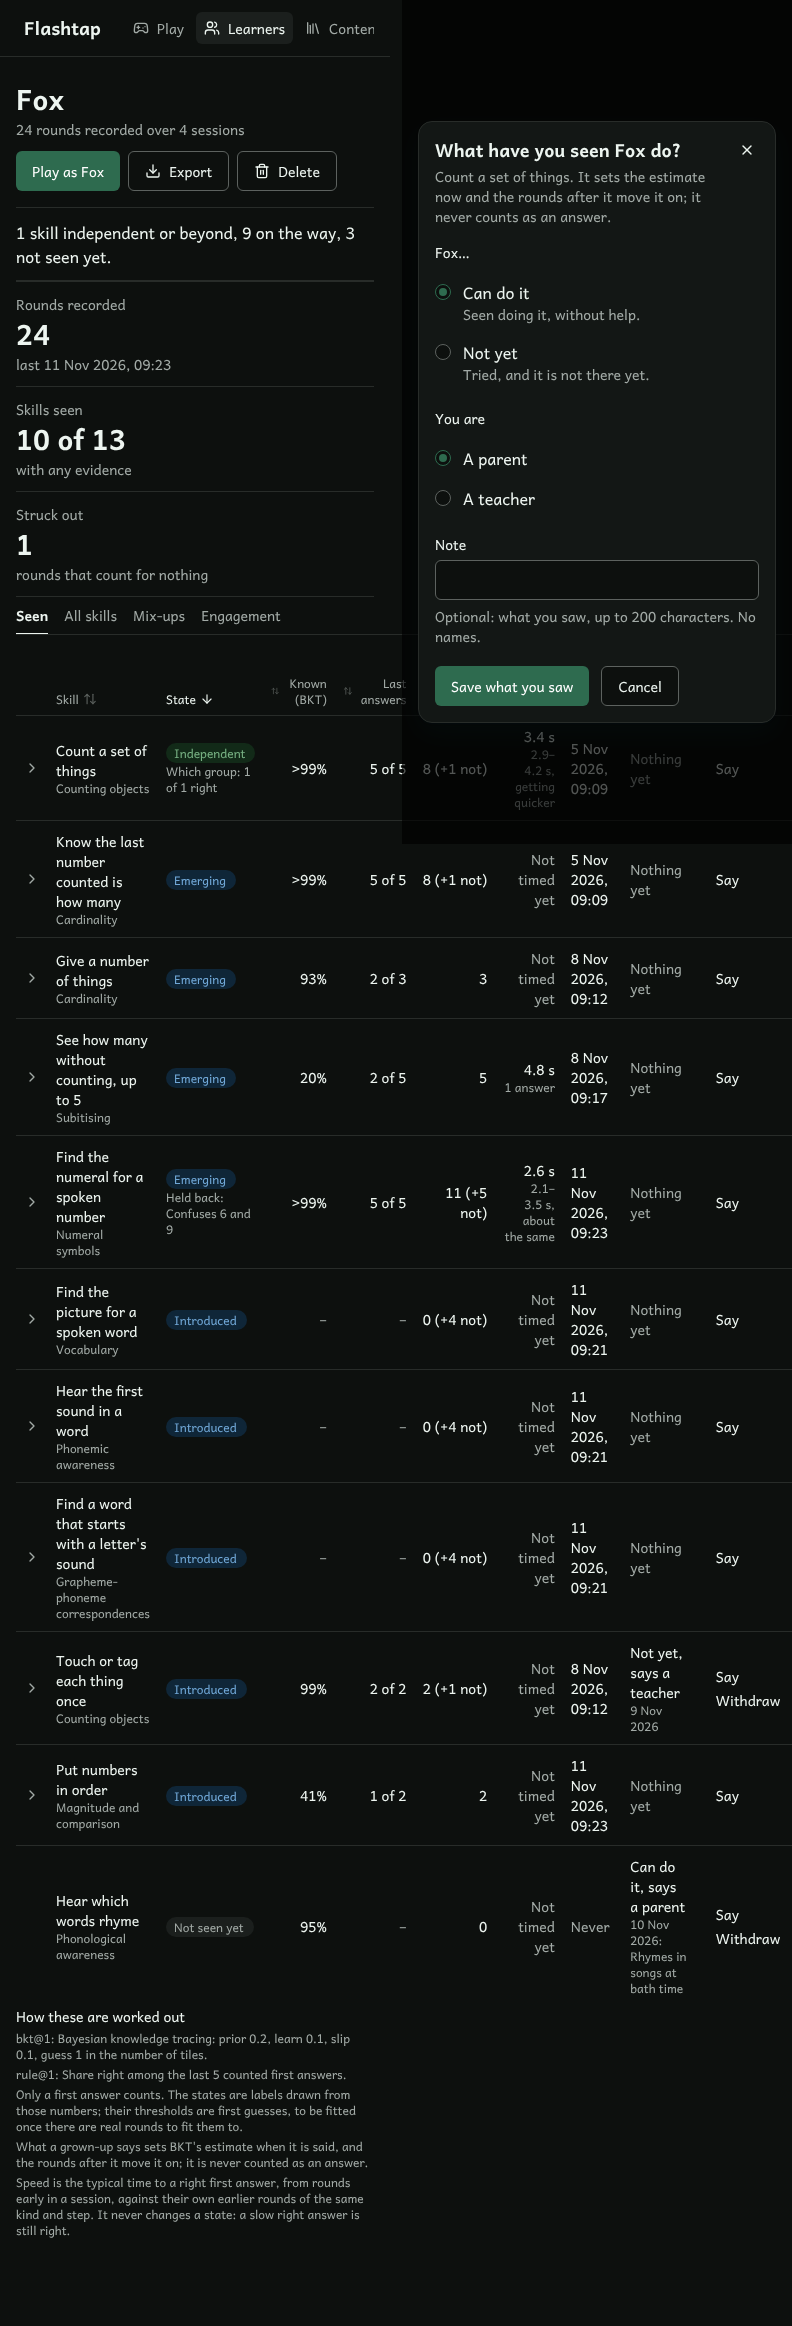 Flashtap
Play
Learners
Conten
Fox
24 rounds recorded over 4 sessions
Play as Fox
Export
Delete
1 skill independent or beyond, 9 on the way, 3
not seen yet.
Rounds recorded
24
last 11 Nov 2026, 09:23
Skills seen
10 of 13
with any evidence
Struck out
1
rounds that count for nothing
Seen
All skills
Mix-ups
Engagement
What have you seen Fox do?
Count a set of things. It sets the estimate
now and the rounds after it move it on; it
never counts as an answer.
Fox...
Can do it
Seen doing it, without help.
Not yet
Tried, and it is not there yet.
You are
A parent
A teacher
Note
Optional: what you saw, up to 200 characters. No
names.
Save what you saw
Cancel
Skill
State
Known
(BKT)
Last
answers
Count a set of
things
Counting objects
Independent
Which group: 1
of 1 right
>99%
5 of 5
8 (+1 not)
3.4 s
2.9–
4.2 s,
getting
quicker
5 Nov
2026,
09:09
Nothing
yet
Say
Know the last
number
counted is
how many
Cardinality
Emerging
>99%
5 of 5
8 (+1 not)
Not
timed
yet
5 Nov
2026,
09:09
Nothing
yet
Say
Give a number
of things
Cardinality
Emerging
93%
2 of 3
3
Not
timed
yet
8 Nov
2026,
09:12
Nothing
yet
Say
See how many
without
counting, up
to 5
Subitising
Emerging
20%
2 of 5
5
4.8 s
1 answer
8 Nov
2026,
09:17
Nothing
yet
Say
Find the
numeral for a
spoken
number
Numeral
symbols
Emerging
Held back:
Confuses 6 and
9
>99%
5 of 5
11 (+5
not)
2.6 s
2.1–
3.5 s,
about
the same
11
Nov
2026,
09:23
Nothing
yet
Say
Find the
picture for a
spoken word
Vocabulary
Introduced
–
–
0 (+4 not)
Not
timed
yet
11
Nov
2026,
09:21
Nothing
yet
Say
Hear the first
sound in a
word
Phonemic
awareness
Introduced
–
–
0 (+4 not)
Not
timed
yet
11
Nov
2026,
09:21
Nothing
yet
Say
Find a word
that starts
with a letter's
sound
Grapheme-
phoneme
correspondences
Introduced
–
–
0 (+4 not)
Not
timed
yet
11
Nov
2026,
09:21
Nothing
yet
Say
Touch or tag
each thing
once
Counting objects
Introduced
99%
2 of 2
2 (+1 not)
Not
timed
yet
8 Nov
2026,
09:12
Not yet,
says a
teacher
9 Nov
2026
Say
Withdraw
Put numbers
in order
Magnitude and
comparison
Introduced
41%
1 of 2
2
Not
timed
yet
11
Nov
2026,
09:23
Nothing
yet
Say
Hear which
words rhyme
Phonological
awareness
Not seen yet
95%
–
0
Not
timed
yet
Never
Can do
it, says
a parent
10 Nov
2026:
Rhymes in
songs at
bath time
Say
Withdraw
How these are worked out
bkt@1: Bayesian knowledge tracing: prior 0.2, learn 0.1, slip
0.1, guess 1 in the number of tiles.
rule@1: Share right among the last 5 counted first answers.
Only a first answer counts. The states are labels drawn from
those numbers; their thresholds are first guesses, to be fitted
once there are real rounds to fit them to.
What a grown-up says sets BKT's estimate when it is said, and
the rounds after it move it on; it is never counted as an answer.
Speed is the typical time to a right first answer, from rounds
early in a session, against their own earlier rounds of the same
kind and step. It never changes a state: a slow right answer is
still right.